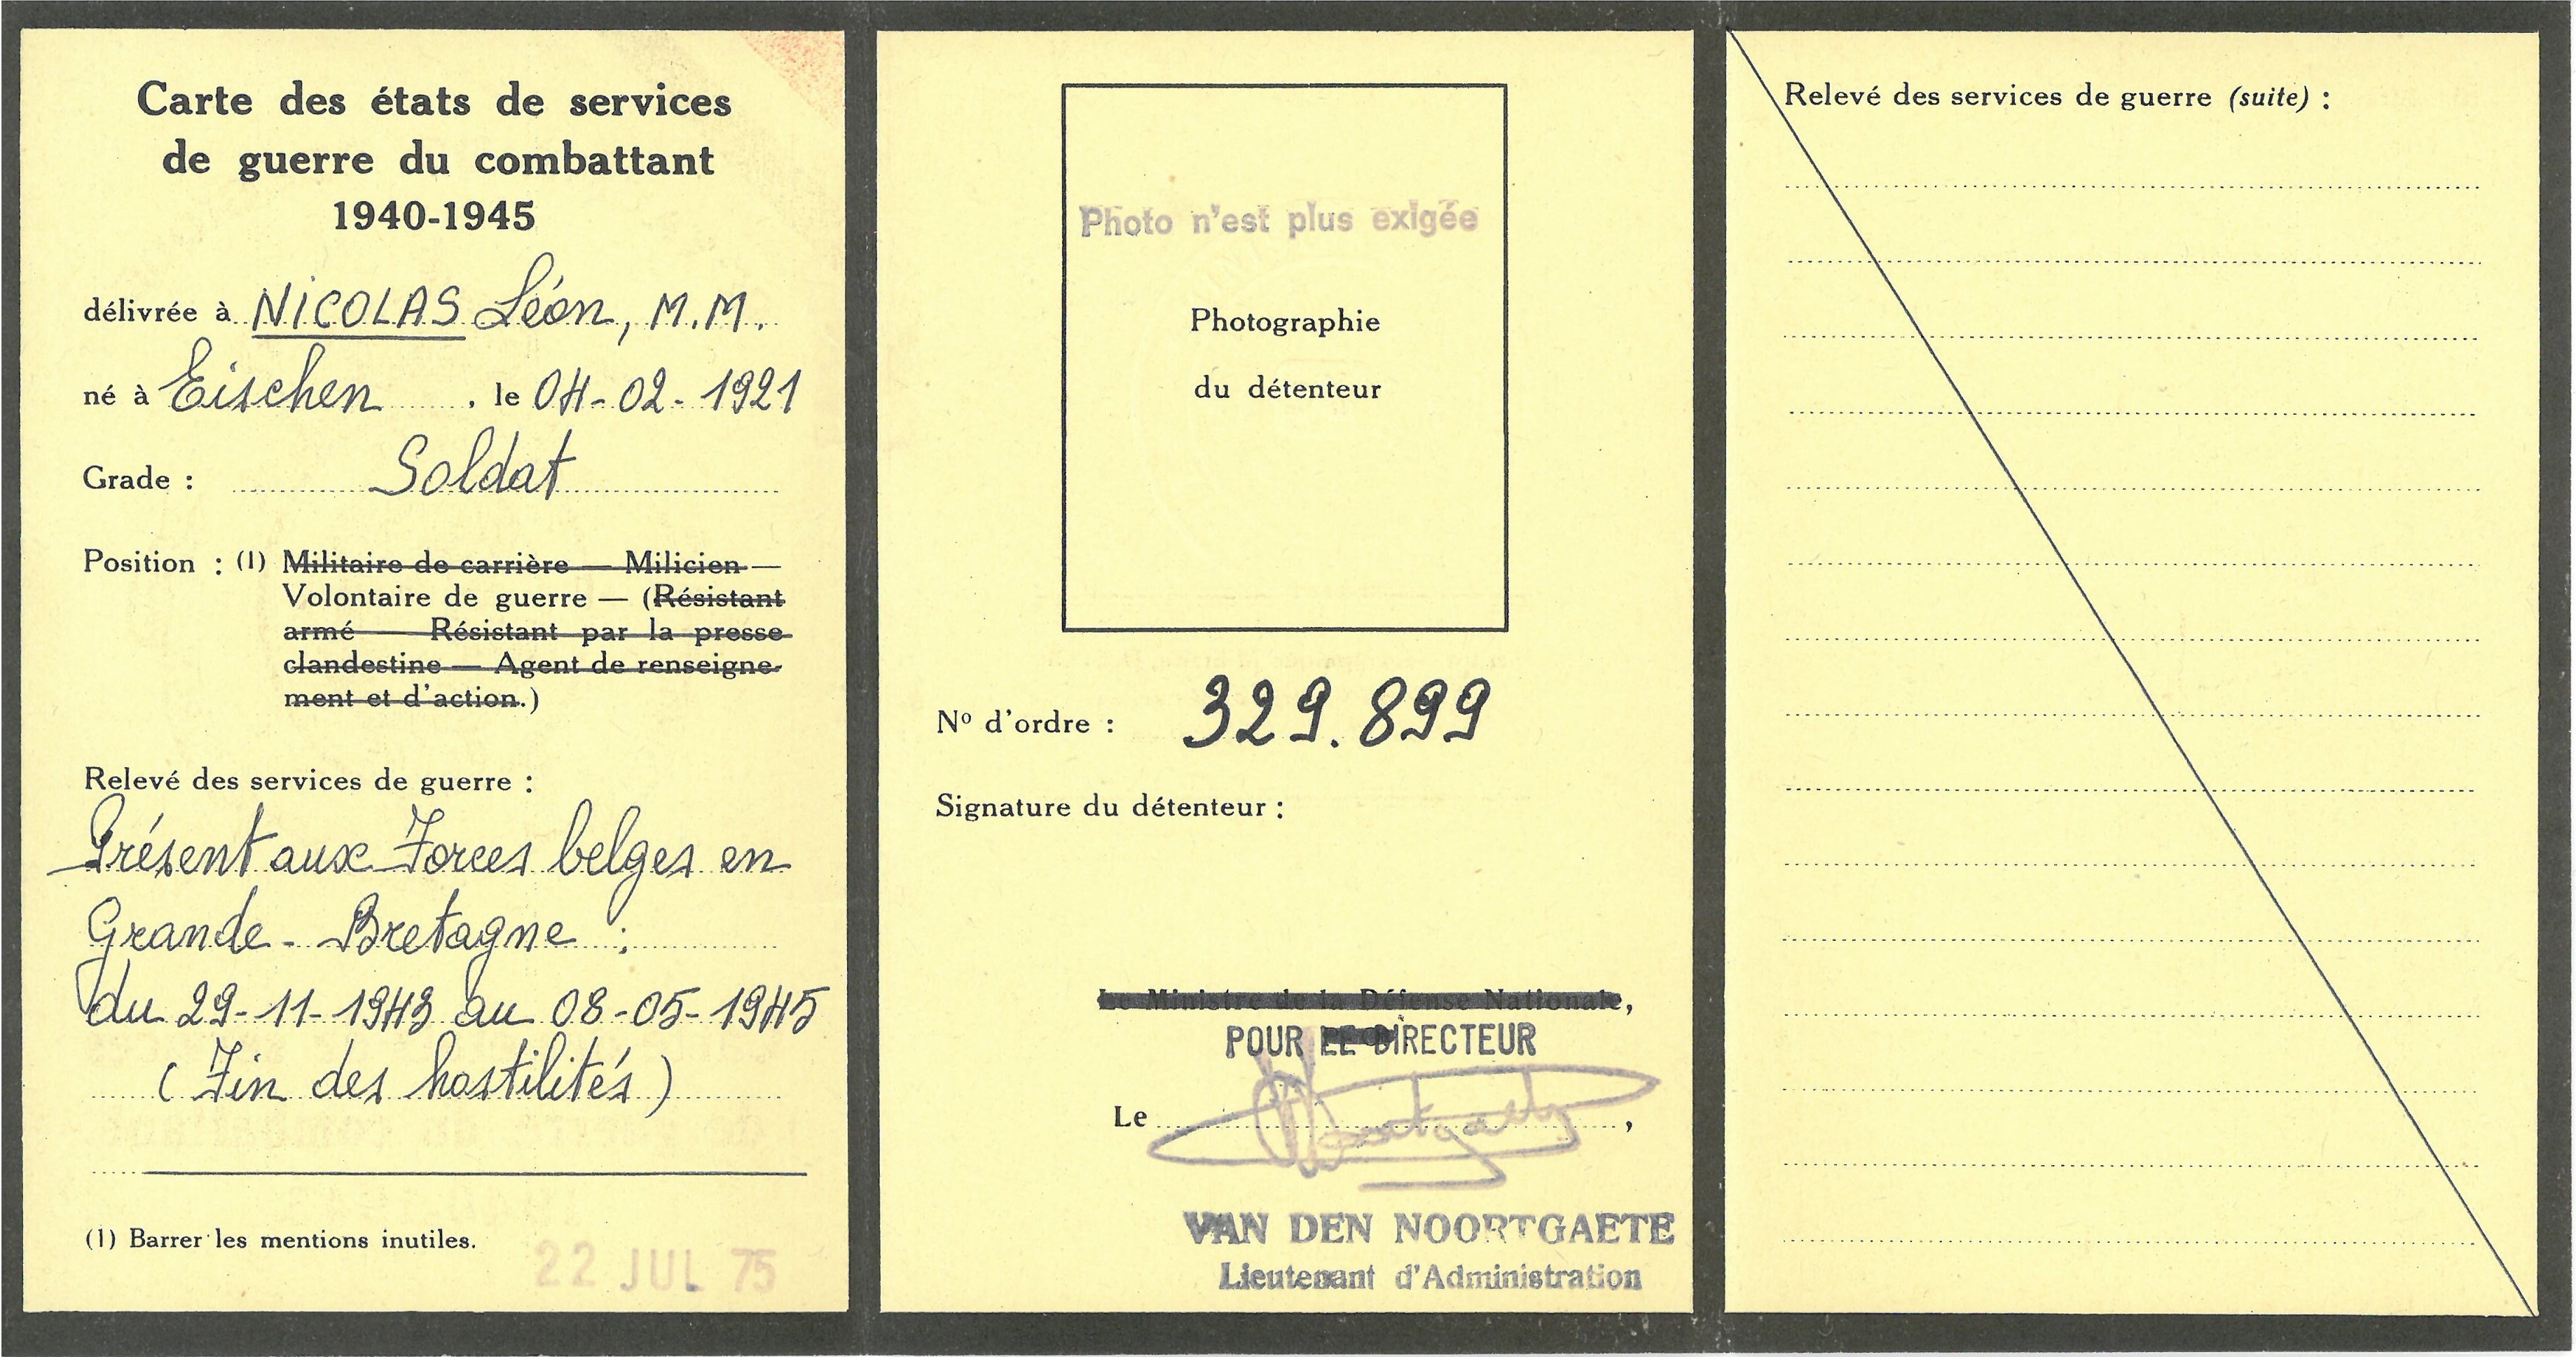 Carte des états de services
de guerre du combattant
1940-1945
délivrée à NICOLAS Léon, M.M.
né à Eischen , le 04-02-1921
Grade : Soldat
Position : (1) Militaire de carrière — Milicien —
Volontaire de guerre — (Résistant
armé — Résistant par la presse
clandestine — Agent de renseigne-
ment et d'action.)
Relevé des services de guerre :
Présent aux Forces belges en
Grande-Bretagne :
du 29-11-1943 au 08-05-1945
(Fin des hostilités)
(1) Barrer les mentions inutiles.
22 JUL 75
Photo n'est plus exigée
Photographie
du détenteur
Nº d'ordre : 329.899
Signature du détenteur :
Le Ministre de la Défense Nationale,
POUR LE DIRECTEUR
Le ,
VAN DEN NOORTGAETE
Lieutenant d'Administration
Relevé des services de guerre (suite) :